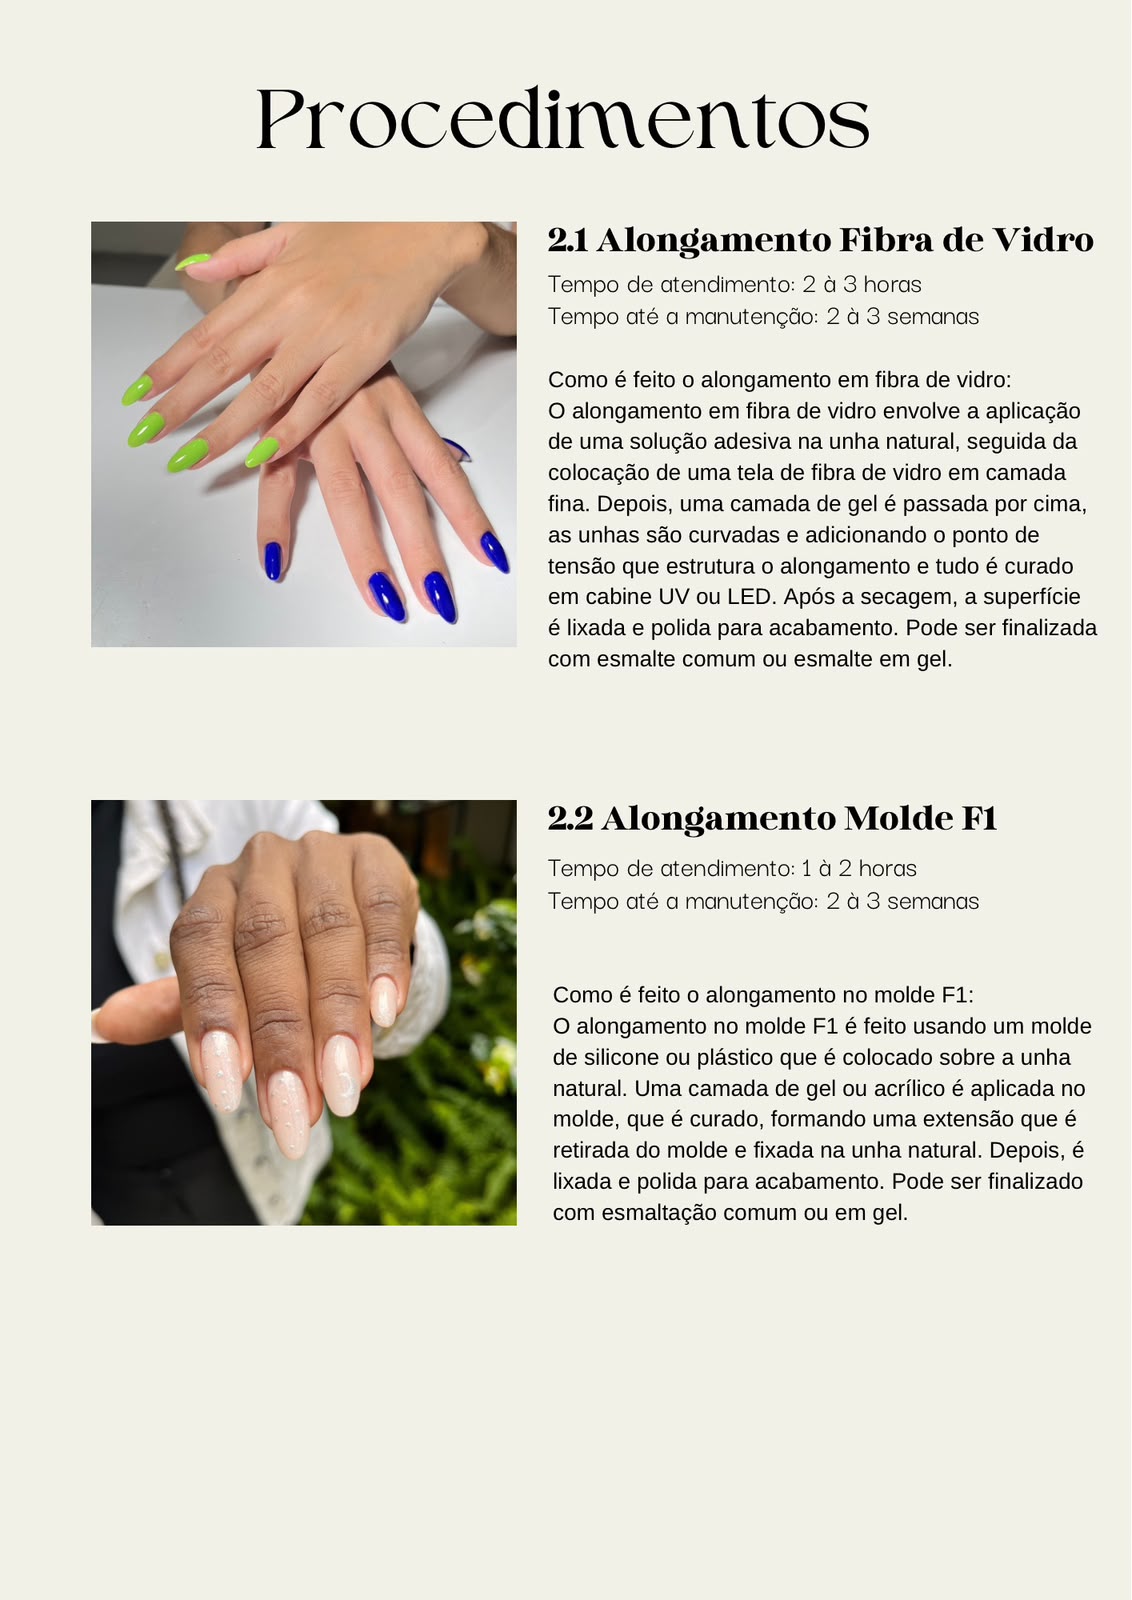 Procedimentos
2.1 Alongamento Fibra de Vidro
Tempo de atendimento: 2 à 3 horas
Tempo até a manutenção: 2 à 3 semanas
Como é feito o alongamento em fibra de vidro:
O alongamento em fibra de vidro envolve a aplicação
de uma solução adesiva na unha natural, seguida da
colocação de uma tela de fibra de vidro em camada
fina. Depois, uma camada de gel é passada por cima,
as unhas são curvadas e adicionando o ponto de
tensão que estrutura o alongamento e tudo é curado
em cabine UV ou LED. Após a secagem, a superfície
é lixada e polida para acabamento. Pode ser finalizada
com esmalte comum ou esmalte em gel.
2.2 Alongamento Molde F1
Tempo de atendimento: 1 à 2 horas
Tempo até a manutenção: 2 à 3 semanas
Como é feito o alongamento no molde F1:
O alongamento no molde F1 é feito usando um molde
de silicone ou plástico que é colocado sobre a unha
natural. Uma camada de gel ou acrílico é aplicada no
molde, que é curado, formando uma extensão que é
retirada do molde e fixada na unha natural. Depois, é
lixada e polida para acabamento. Pode ser finalizado
com esmaltação comum ou em gel.